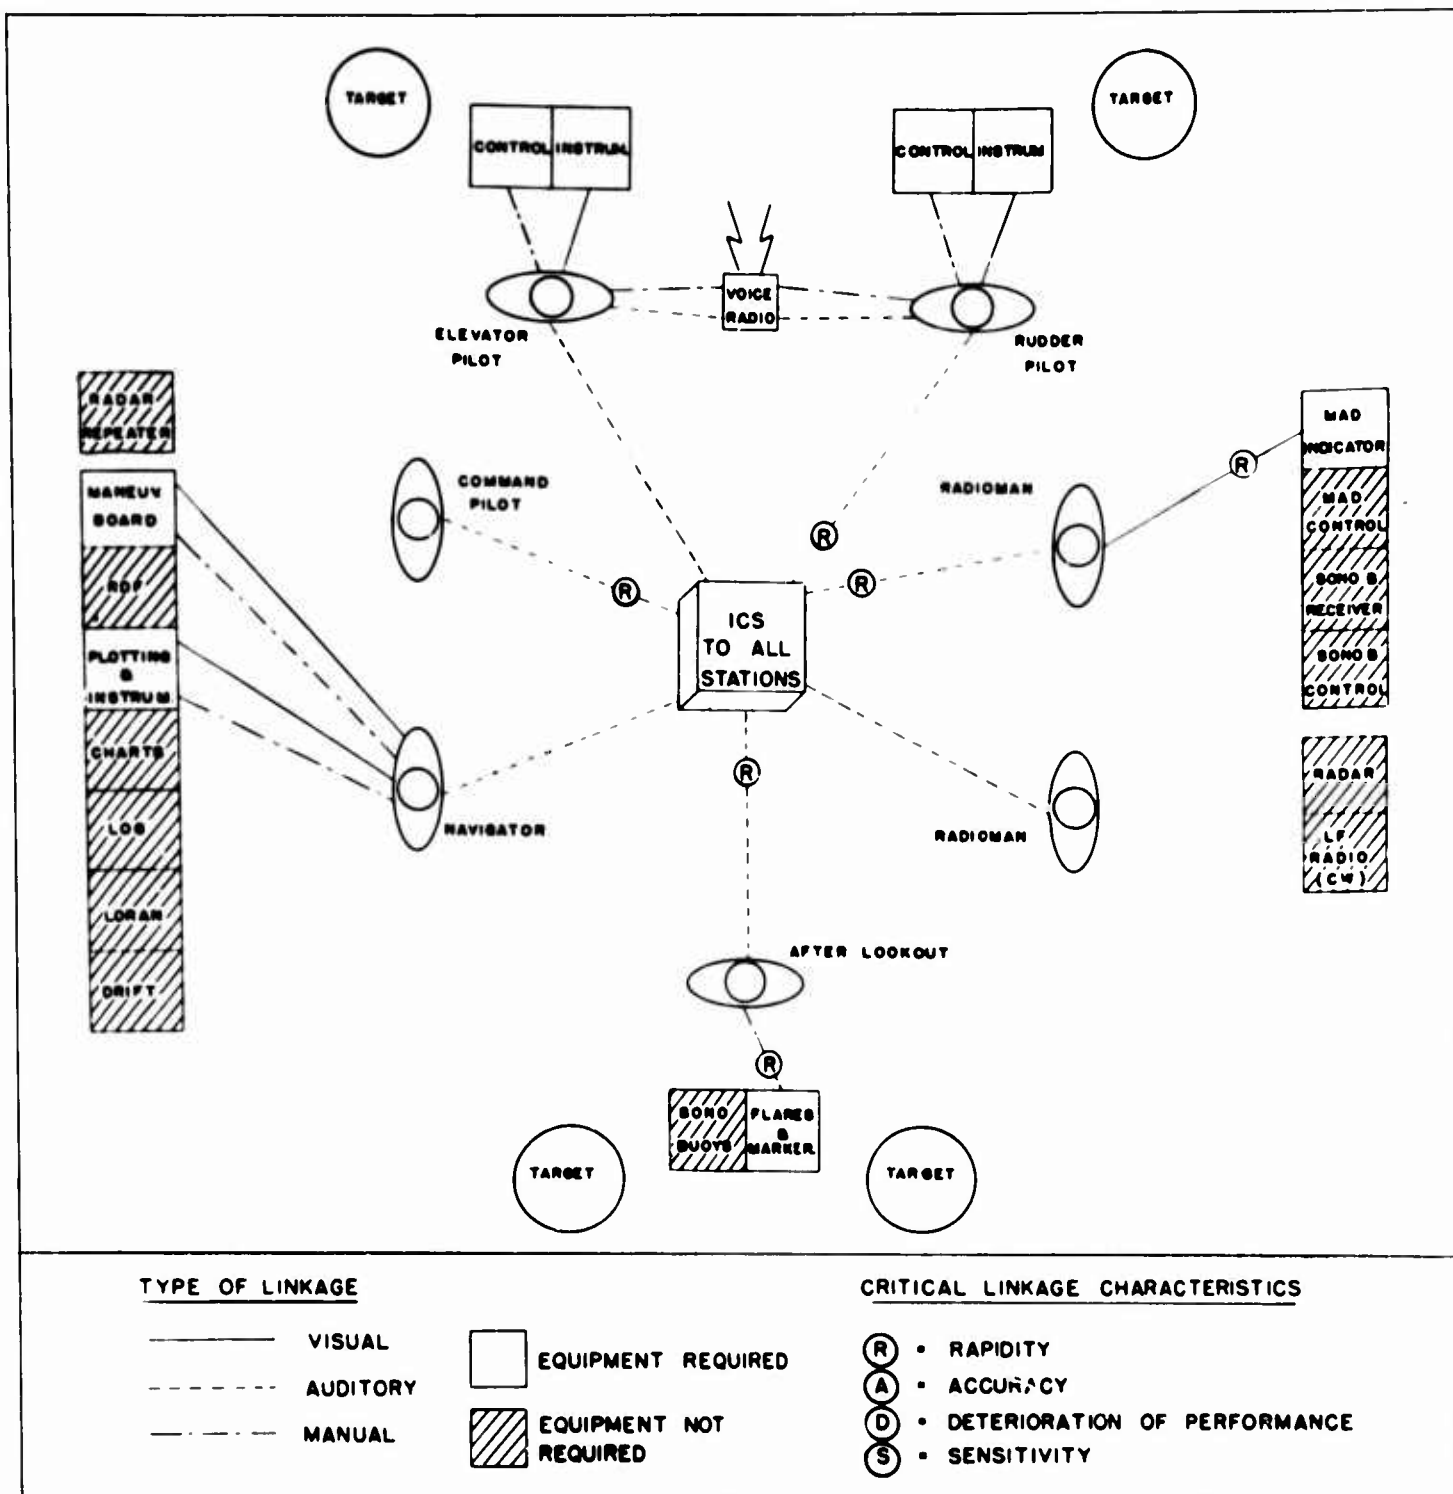 TARGET
TARGET
CONTROL INSTRUM.
CONTROL INSTRUM
VOICE
RADIO
ELEVATOR
PILOT
RUDDER
PILOT
RADAR
REPEATER
MANEUV
BOARD
RDF
PLOTTING
&
INSTRUM
CHARTS
LOG
LORAN
DRIFT
COMMAND
PILOT
RADIOMAN
MAD
INDICATOR
MAD
CONTROL
SONO B
RECEIVER
SONO B
CONTROL
R
R
R
R
ICS
TO ALL
STATIONS
RADAR
LF
RADIO
(CW)
R
NAVIGATOR
RADIOMAN
AFTER LOOKOUT
R
SONO
BUOYS
FLARES
&
MARKER
TARGET
TARGET
TYPE OF LINKAGE
VISUAL
AUDITORY
MANUAL
EQUIPMENT REQUIRED
EQUIPMENT NOT
REQUIRED
CRITICAL LINKAGE CHARACTERISTICS
R = RAPIDITY
A = ACCURACY
D = DETERIORATION OF PERFORMANCE
S = SENSITIVITY